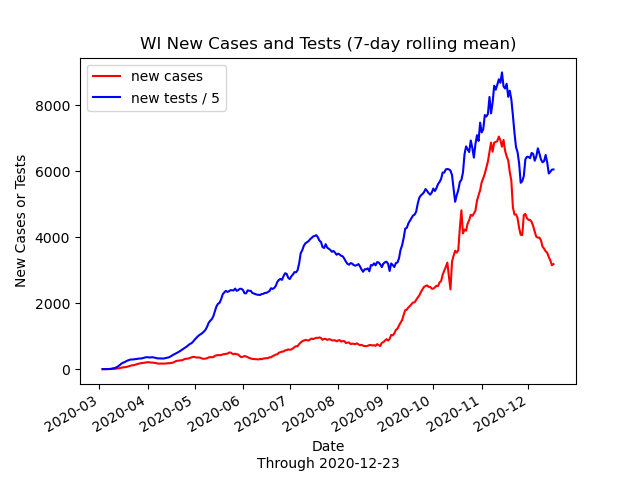 WI New Cases and Tests (7-day rolling mean)
new cases
new tests / 5
New Cases or Tests
8000
6000
4000
2000
0
2020-03
2020-04
2020-05
2020-06
2020-07
2020-08
2020-09
2020-10
2020-11
2020-12
Date
Through 2020-12-23